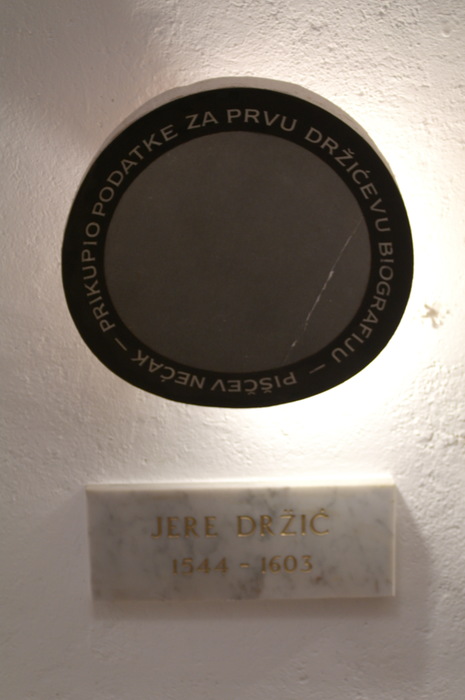 PIŠČEV NEĆAK – PRIKUPIO PODATKE ZA PRVU DRŽIĆEVU BIOGRAFIJU –
JERE DRŽIĆ
1544 - 1603